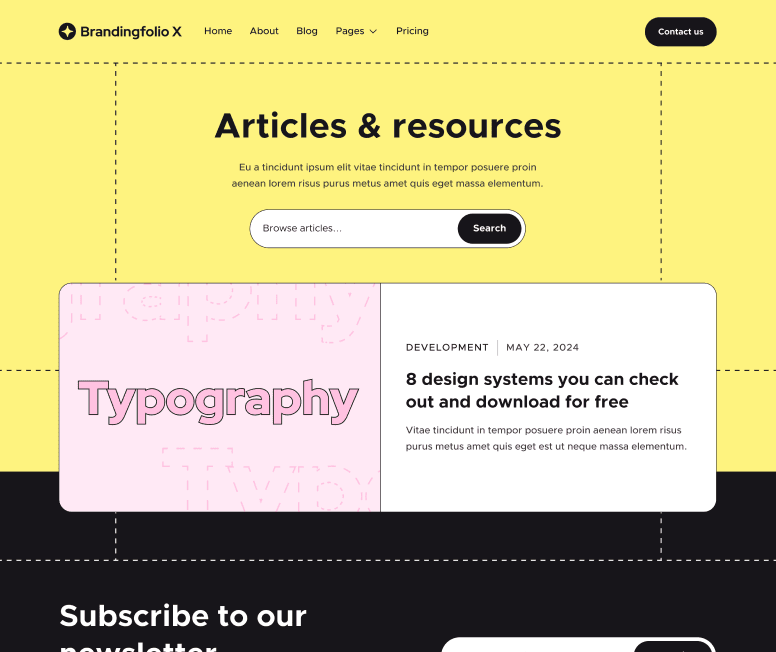 Brandingfolio X
Home
About
Blog
Pages
Pricing
Contact us
Articles & resources
Eu a tincidunt ipsum elit vitae tincidunt in tempor posuere proin
aenean lorem risus purus metus amet quis eget massa elementum.
Browse articles...
Search
Typography
DEVELOPMENT
MAY 22, 2024
8 design systems you can check
out and download for free
Vitae tincidunt in tempor posuere proin aenean lorem risus
purus metus amet quis eget est ut neque massa elementum.
Subscribe to our
newsletter